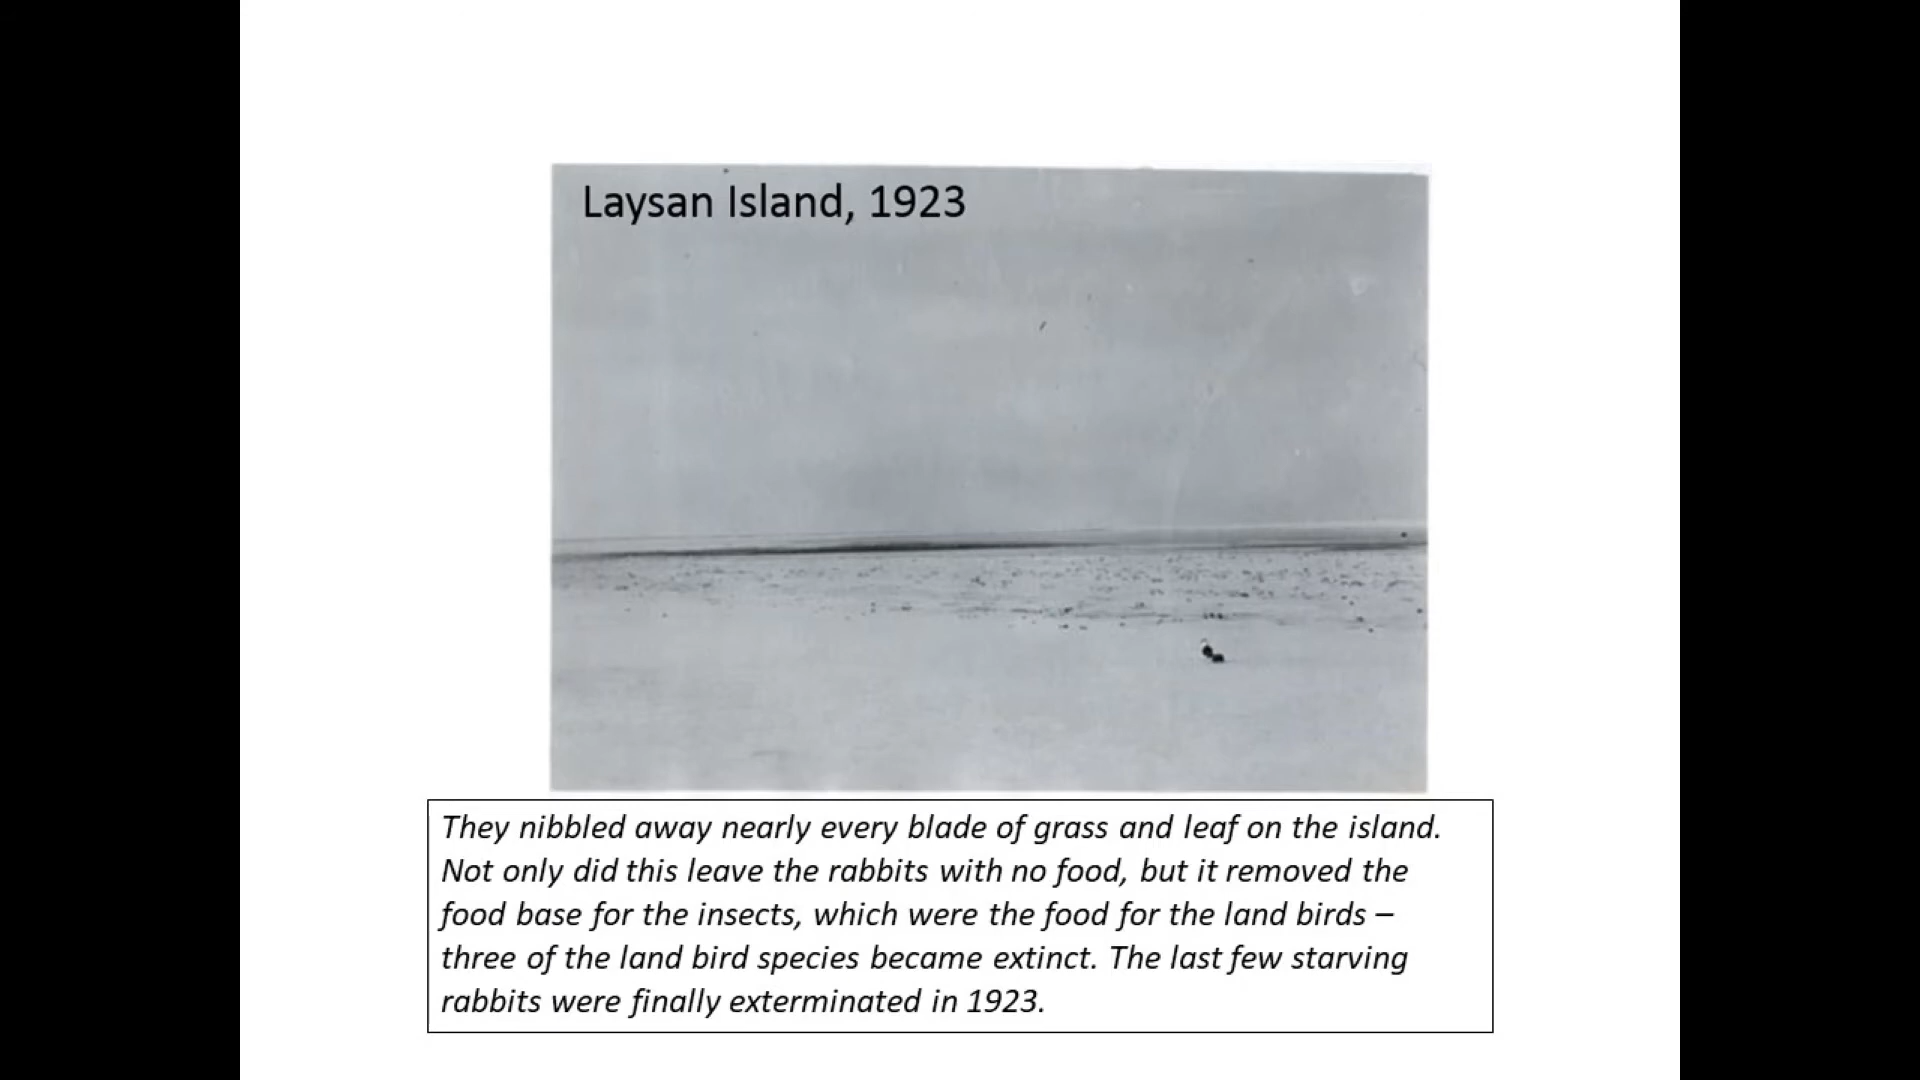 Laysan Island, 1923
They nibbled away nearly every blade of grass and leaf on the island.
Not only did this leave the rabbits with no food, but it removed the
food base for the insects, which were the food for the land birds –
three of the land bird species became extinct. The last few starving
rabbits were finally exterminated in 1923.